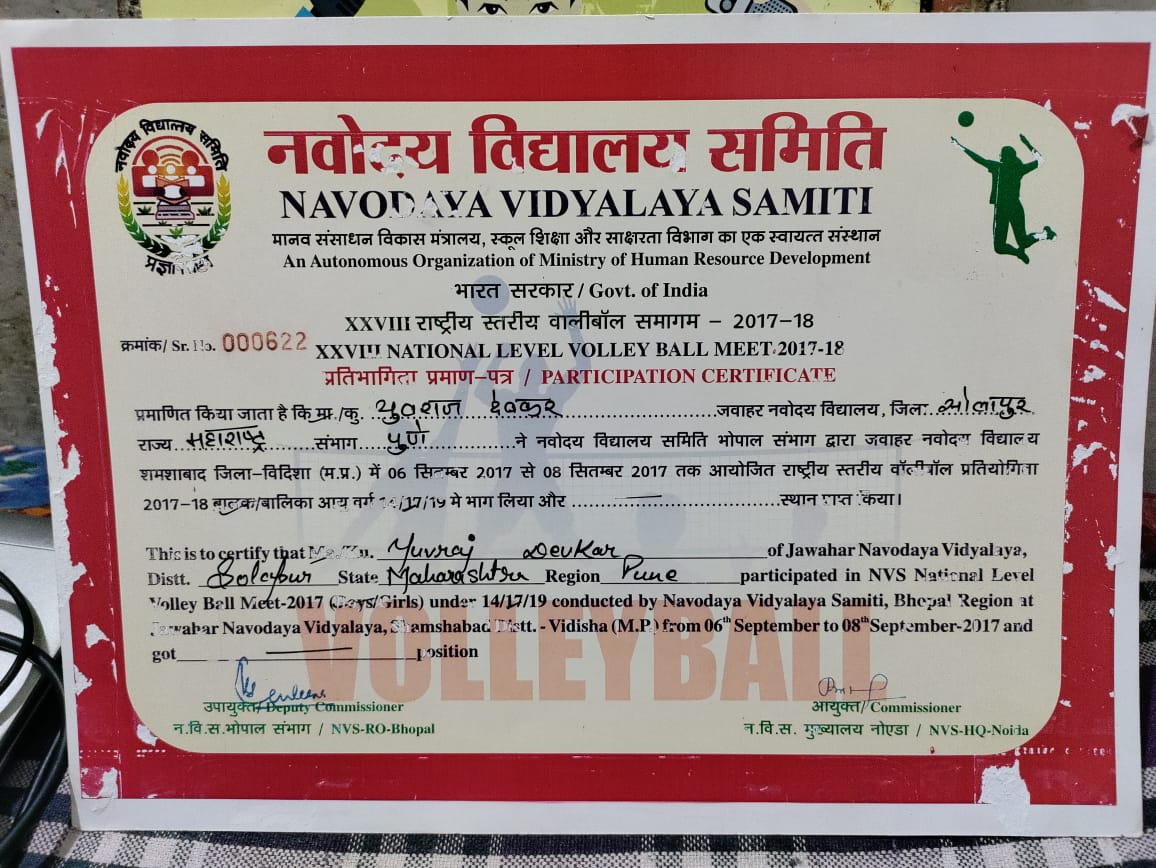 नवोदय विद्यालय समिति
नवोदय विद्यालय समिति
NAVODAYA VIDYALAYA SAMITI
मानव संसाधन विकास मंत्रालय, स्कूल शिक्षा और साक्षरता विभाग का एक स्वायत्त संस्थान
An Autonomous Organization of Ministry of Human Resource Development
भारत सरकार / Govt. of India
XXVIII राष्ट्रीय स्तरीय वालीबॉल समागम – 2017-18
क्रमांक/ Sr. No. 000622
XXVIII NATIONAL LEVEL VOLLEY BALL MEET 2017-18
प्रतिभागिता प्रमाण-पत्र / PARTICIPATION CERTIFICATE
प्रमाणित किया जाता है कि मा./कु. युवराज देवकर जवाहर नवोदय विद्यालय, जिला सोलापुर
राज्य महाराष्ट्र संभाग पुणे ने नवोदय विद्यालय समिति भोपाल संभाग द्वारा जवाहर नवोदय विद्यालय
शमशाबाद जिला-विदिशा (म.प्र.) में 06 सितम्बर 2017 से 08 सितम्बर 2017 तक आयोजित राष्ट्रीय स्तरीय वॉलीबॉल प्रतियोगिता
2017-18 बालक/बालिका आयु वर्ग 14/17/19 मे भाग लिया और स्थान प्राप्त किया।
This is to certify that Ms./Ku. Yuvraj Devkar of Jawahar Navodaya Vidyalaya,
Distt. Solapur State Maharashtra Region Pune participated in NVS National Level
Volley Ball Meet-2017 (Boys/Girls) under 14/17/19 conducted by Navodaya Vidyalaya Samiti, Bhopal Region at
Jawahar Navodaya Vidyalaya, Shamshabad Distt. - Vidisha (M.P.) from 06th September to 08th September-2017 and
got position
VOLLEYBALL
उपायुक्त/ Deputy Commissioner
न.वि.स.भोपाल संभाग / NVS-RO-Bhopal
आयुक्त/ Commissioner
न.वि.स. मुख्यालय नोएडा / NVS-HQ-Noida